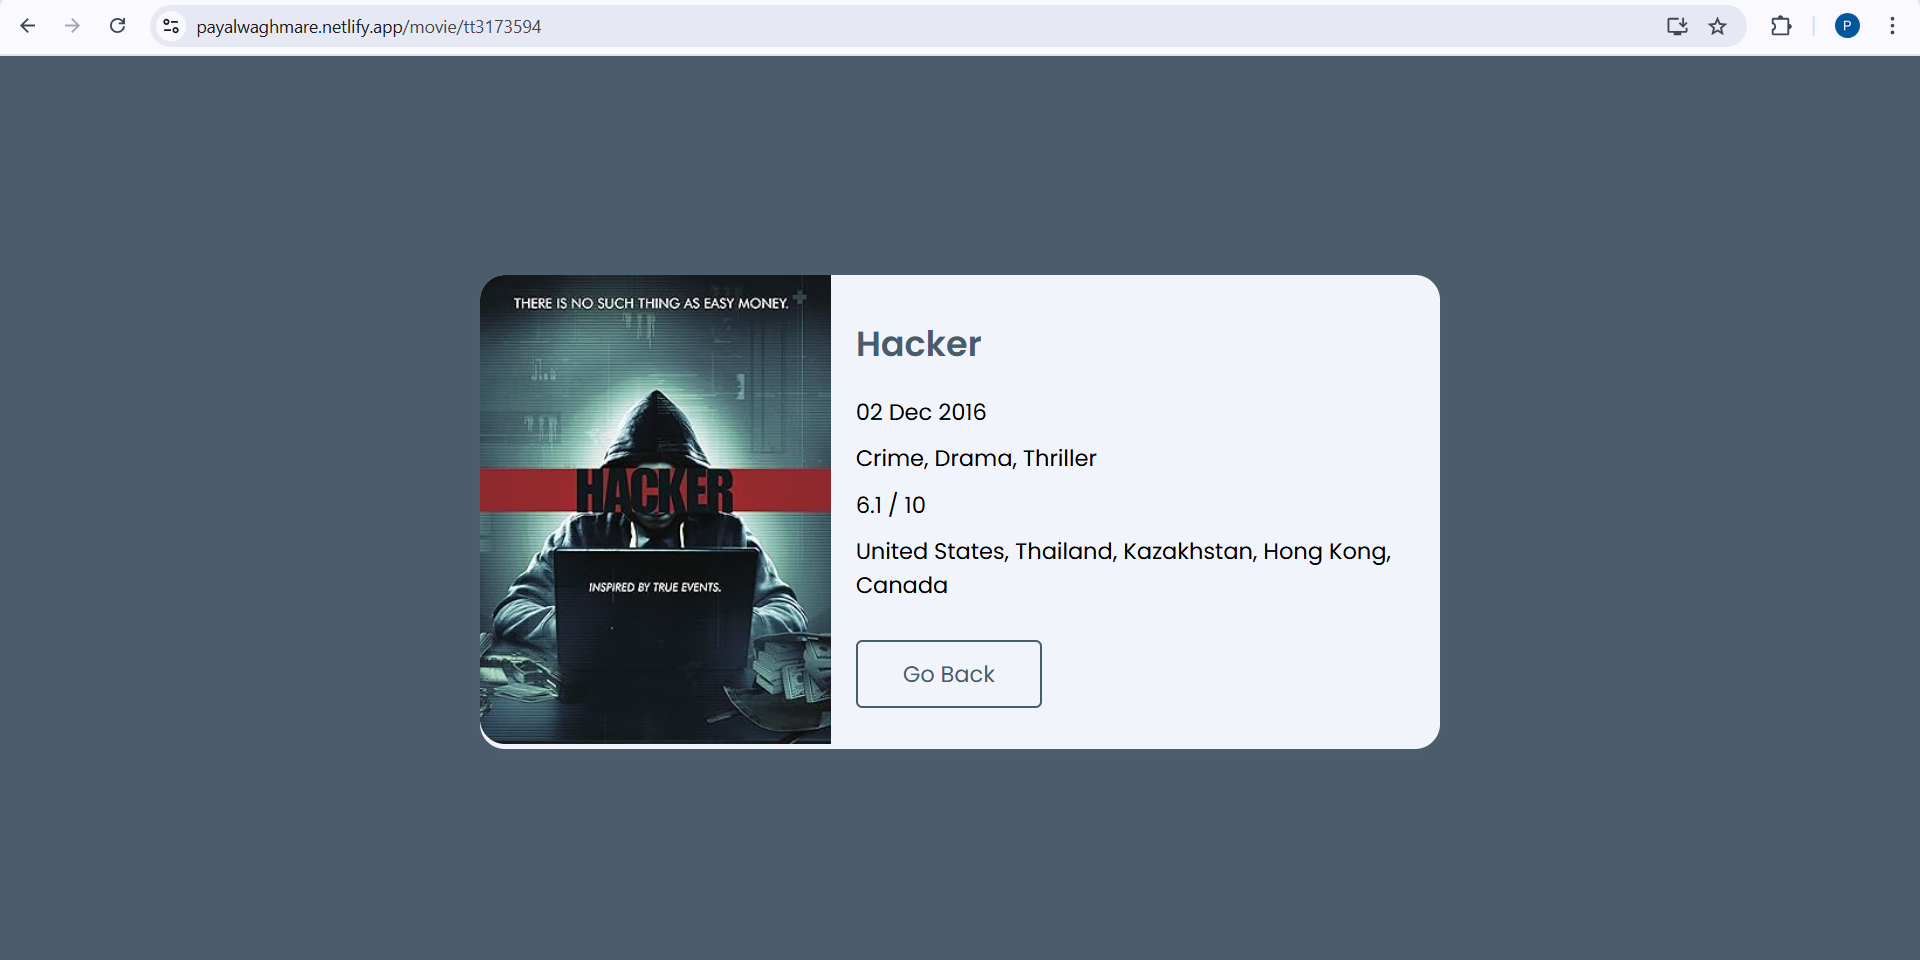 payalwaghmare.netlify.app/movie/tt3173594
P
THERE IS NO SUCH THING AS EASY MONEY.
HACKER
INSPIRED BY TRUE EVENTS.
Hacker
02 Dec 2016
Crime, Drama, Thriller
6.1 / 10
United States, Thailand, Kazakhstan, Hong Kong,
Canada
Go Back